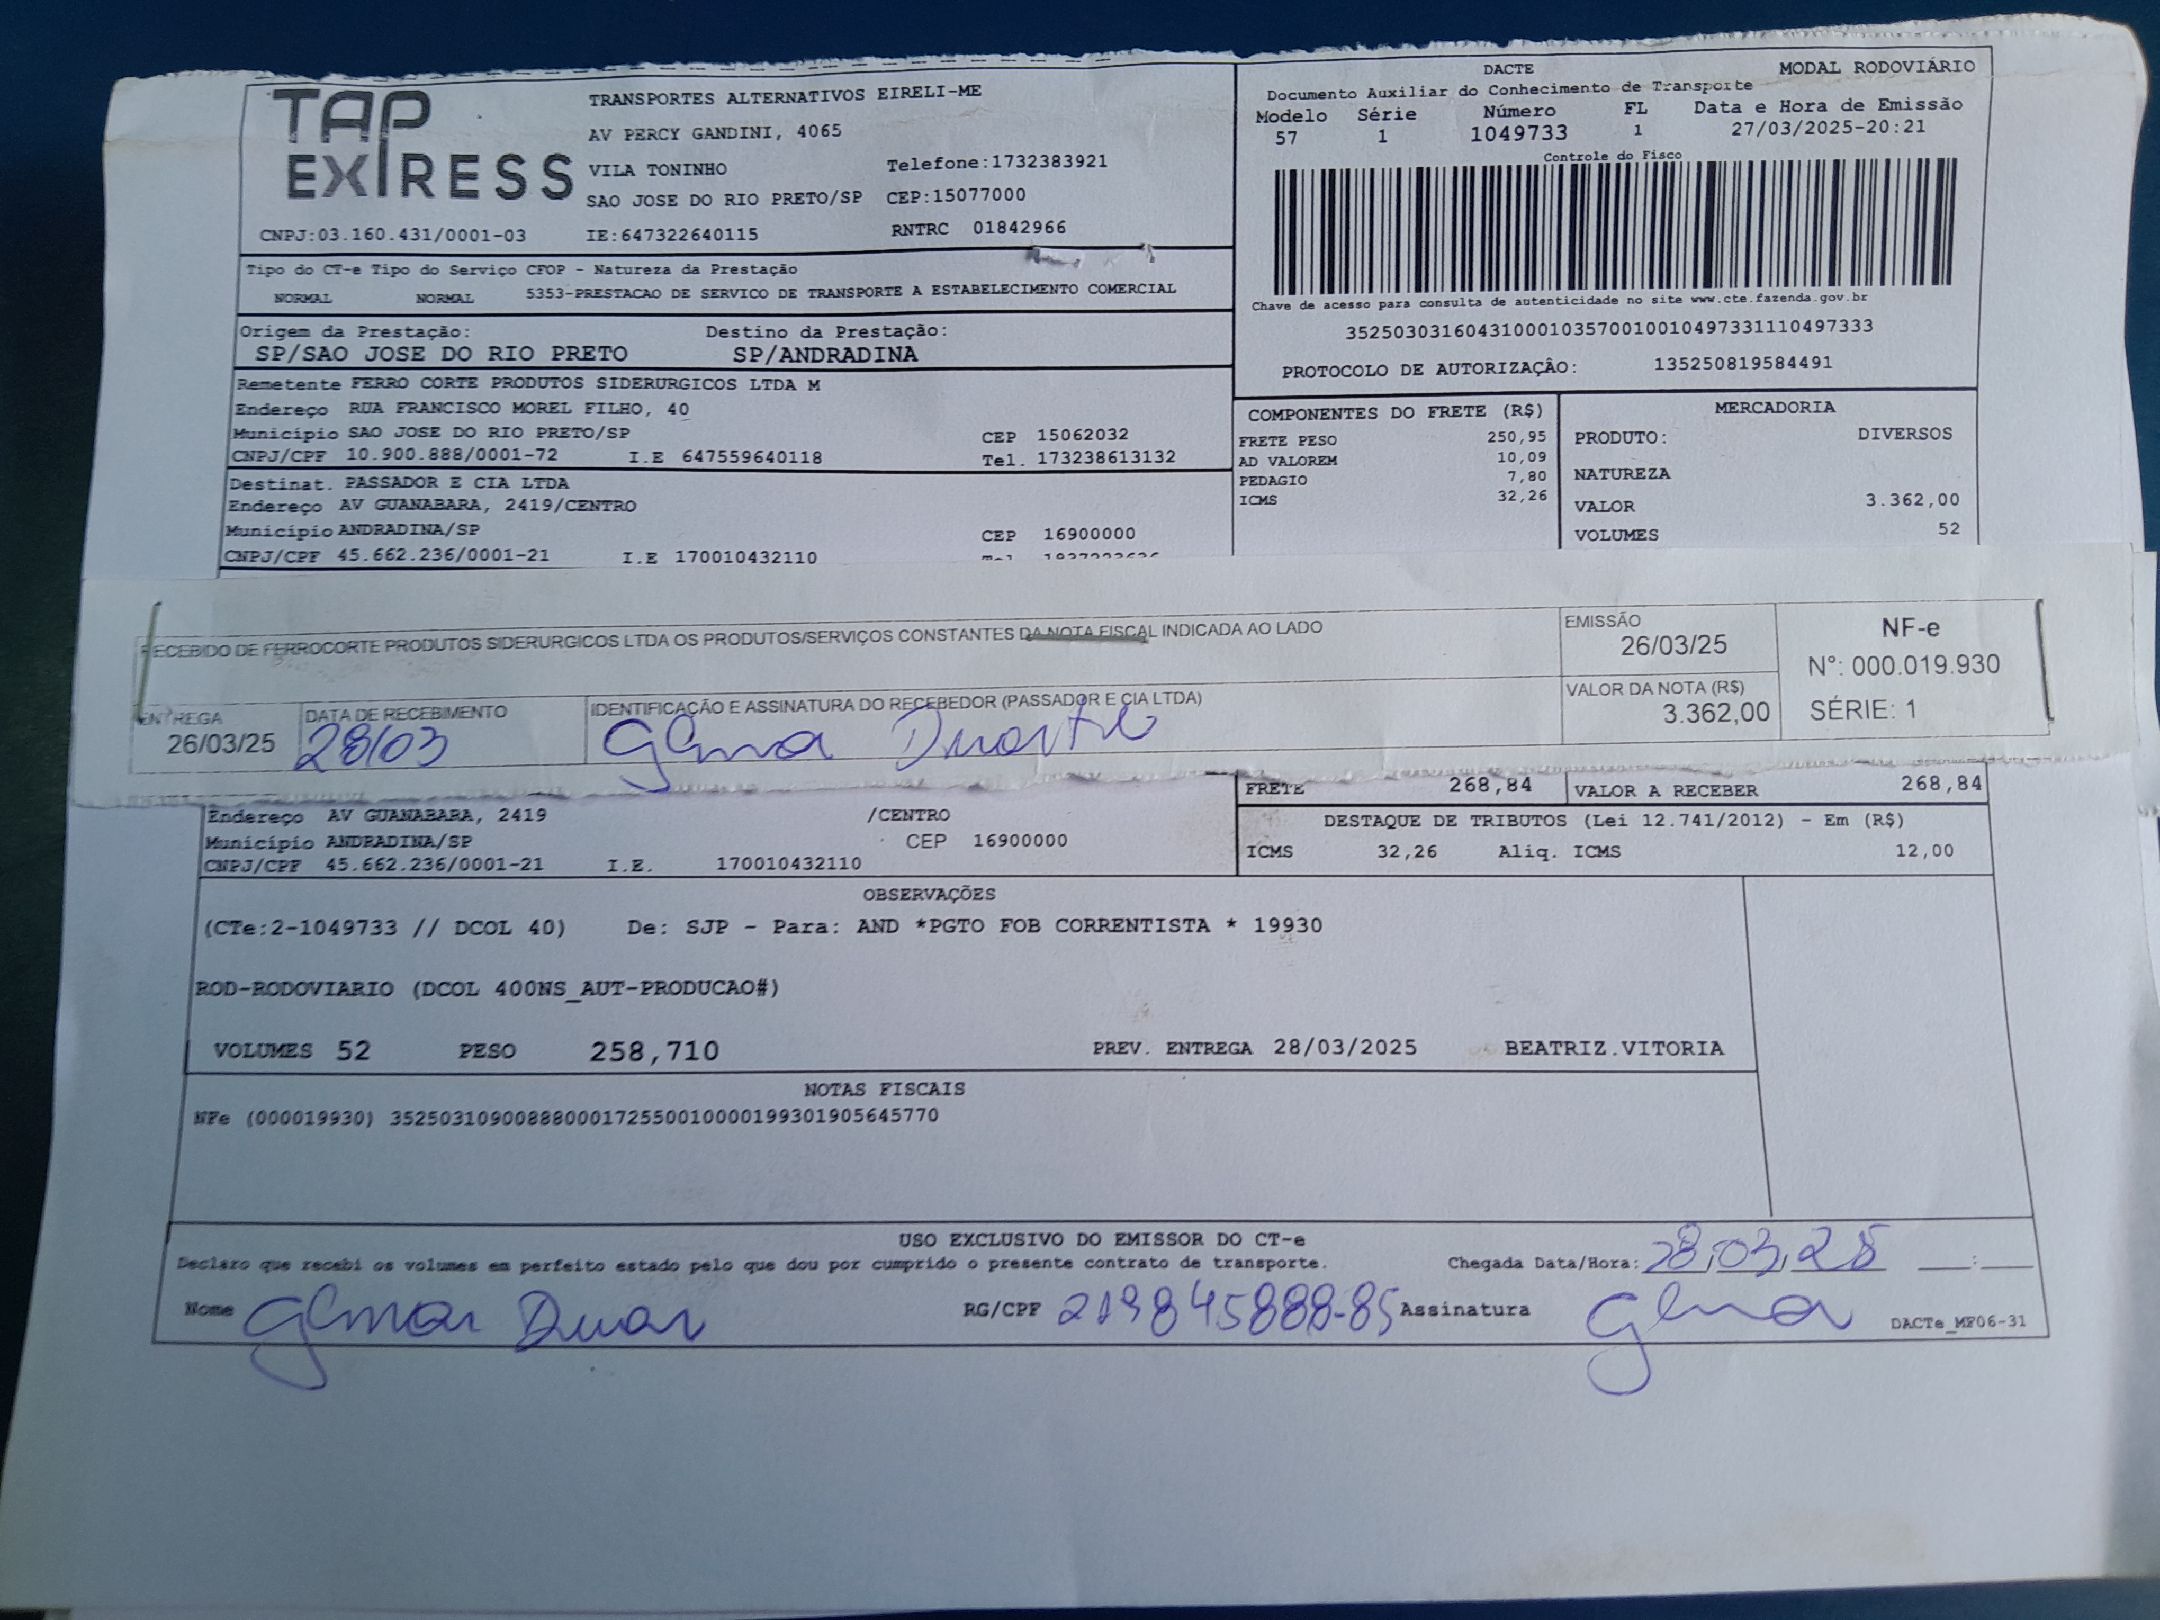 TAP EXPRESS
TRANSPORTES ALTERNATIVOS EIRELI-ME
AV PERCY GANDINI, 4065
VILA TONINHO Telefone:1732383921
SAO JOSE DO RIO PRETO/SP CEP:15077000
CNPJ:03.160.431/0001-03 IE:647322640115 RNTRC 01842966
DACTE MODAL RODOVIÁRIO
Documento Auxiliar do Conhecimento de Transporte
Modelo Série Número FL Data e Hora de Emissão
57 1 1049733 1 27/03/2025-20:21
Controle do Fisco
Chave de acesso para consulta de autenticidade no site www.cte.fazenda.gov.br
35250303160431000103570010010497331110497333
PROTOCOLO DE AUTORIZAÇÂO: 135250819584491
Tipo do CT-e Tipo do Serviço CFOP - Natureza da Prestação
NORMAL NORMAL 5353-PRESTACAO DE SERVICO DE TRANSPORTE A ESTABELECIMENTO COMERCIAL
Origem da Prestação: Destino da Prestação:
SP/SAO JOSE DO RIO PRETO SP/ANDRADINA
Remetente FERRO CORTE PRODUTOS SIDERURGICOS LTDA M
Endereço RUA FRANCISCO MOREL FILHO, 40
Município SAO JOSE DO RIO PRETO/SP CEP 15062032
CNPJ/CPF 10.900.888/0001-72 I.E 647559640118 Tel. 173238613132
Destinat. PASSADOR E CIA LTDA
Endereço AV GUANABARA, 2419/CENTRO
Município ANDRADINA/SP CEP 16900000
CNPJ/CPF 45.662.236/0001-21 I.E 170010432110
COMPONENTES DO FRETE (R$)
FRETE PESO 250,95
AD VALOREM 10,09
PEDAGIO 7,80
ICMS 32,26
MERCADORIA
PRODUTO: DIVERSOS
NATUREZA
VALOR 3.362,00
VOLUMES 52
RECEBIDO DE FERROCORTE PRODUTOS SIDERURGICOS LTDA OS PRODUTOS/SERVIÇOS CONSTANTES DA NOTA FISCAL INDICADA AO LADO
EMISSÃO
26/03/25
NF-e
Nº: 000.019.930
SÉRIE: 1
ENTREGA
26/03/25
DATA DE RECEBIMENTO
28/03
IDENTIFICAÇÃO E ASSINATURA DO RECEBEDOR (PASSADOR E CIA LTDA)
Duarte
VALOR DA NOTA (R$)
3.362,00
FRETE 268,84 VALOR A RECEBER 268,84
Endereço AV GUANABARA, 2419 /CENTRO
Município ANDRADINA/SP CEP 16900000
CNPJ/CPF 45.662.236/0001-21 I.E. 170010432110
DESTAQUE DE TRIBUTOS (Lei 12.741/2012) - Em (R$)
ICMS 32,26 Aliq. ICMS 12,00
OBSERVAÇÕES
(CTe:2-1049733 // DCOL 40) De: SJP - Para: AND *PGTO FOB CORRENTISTA * 19930
ROD-RODOVIARIO (DCOL 400NS_AUT-PRODUCAO#)
VOLUMES 52 PESO 258,710 PREV. ENTREGA 28/03/2025 BEATRIZ.VITORIA
NOTAS FISCAIS
NFe (000019930) 35250310900888000172550010000199301905645770
USO EXCLUSIVO DO EMISSOR DO CT-e
Declaro que recebi os volumes em perfeito estado pelo que dou por cumprido o presente contrato de transporte. Chegada Data/Hora: 28/03/25 ___:___
Nome RG/CPF 219845888-85 Assinatura DACTe_MF06-31